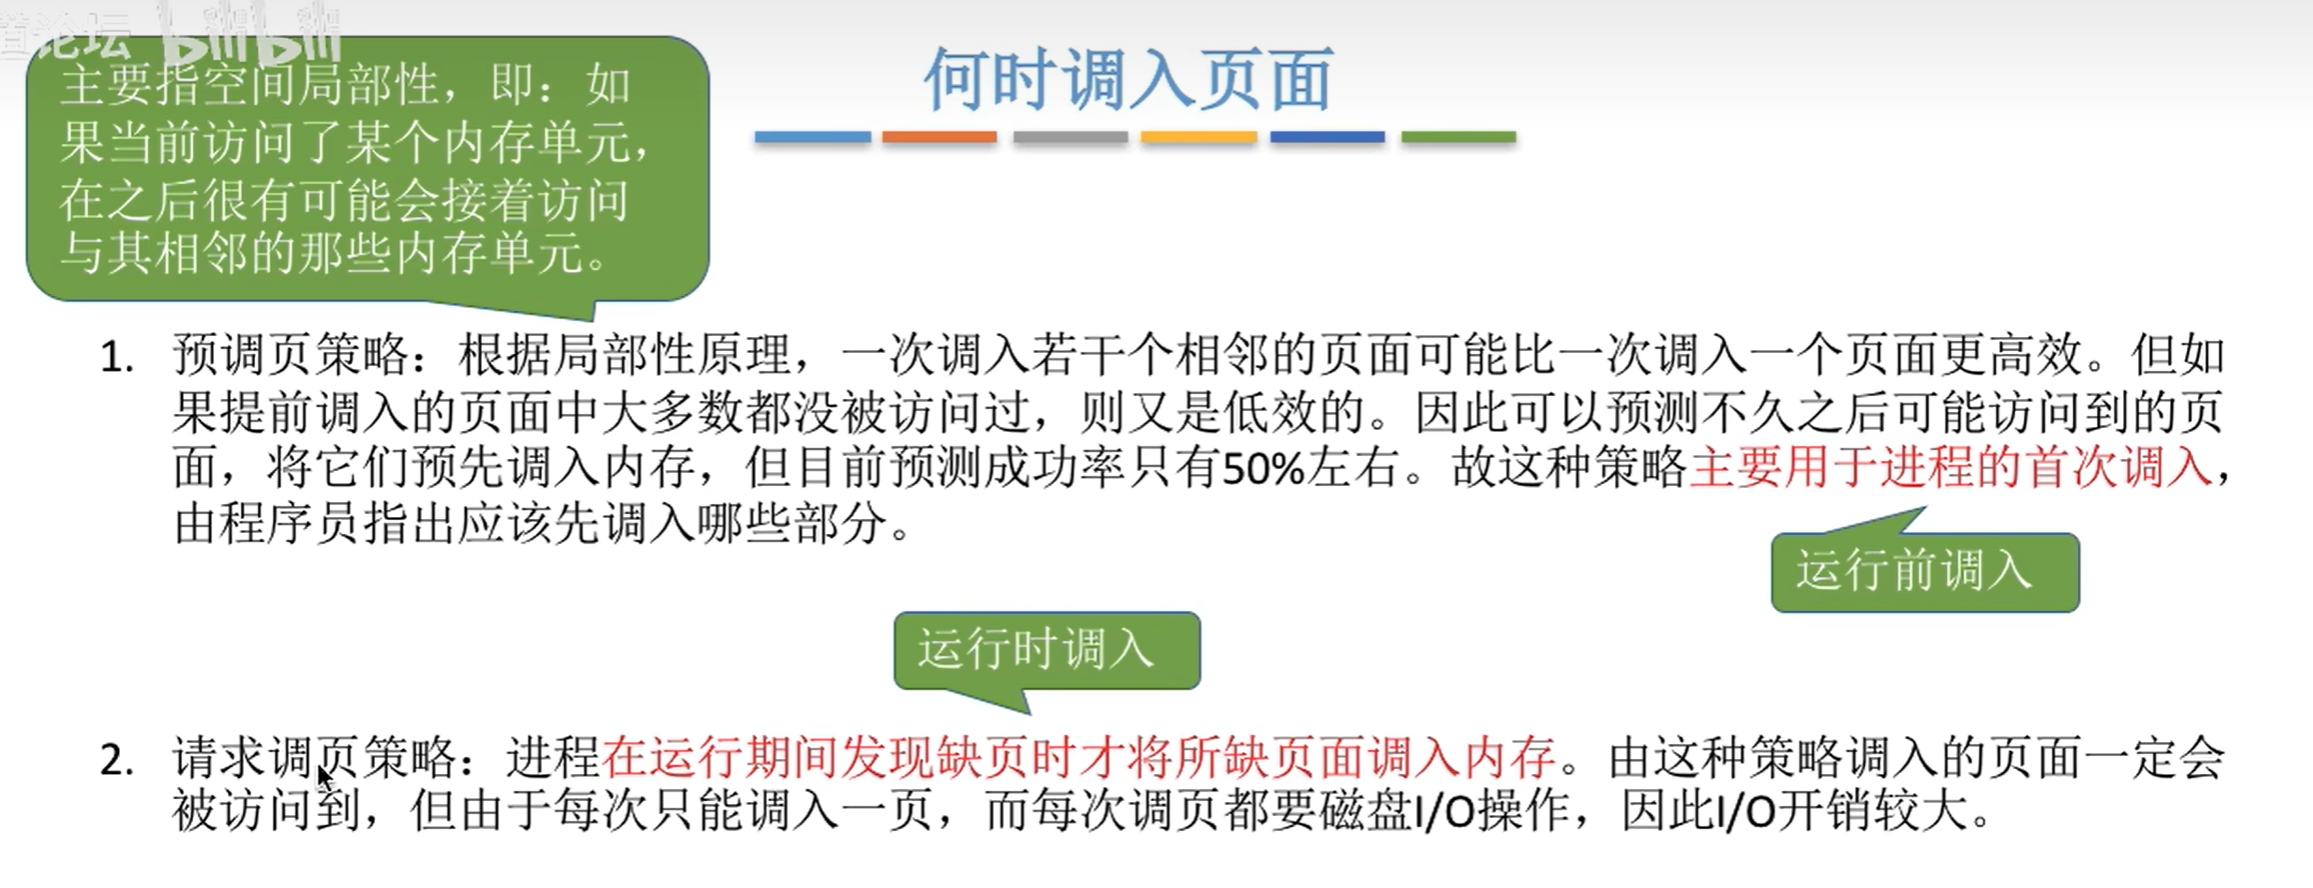 论坛 bilibili
何时调入页面
主要指空间局部性，即：如
果当前访问了某个内存单元，
在之后很有可能会接着访问
与其相邻的那些内存单元。
1. 预调页策略：根据局部性原理，一次调入若干个相邻的页面可能比一次调入一个页面更高效。但如
果提前调入的页面中大多数都没被访问过，则又是低效的。因此可以预测不久之后可能访问到的页
面，将它们预先调入内存，但目前预测成功率只有50%左右。故这种策略主要用于进程的首次调入，
由程序员指出应该先调入哪些部分。
运行前调入
运行时调入
2. 请求调页策略：进程在运行期间发现缺页时才将所缺页面调入内存。由这种策略调入的页面一定会
被访问到，但由于每次只能调入一页，而每次调页都要磁盘I/O操作，因此I/O开销较大。